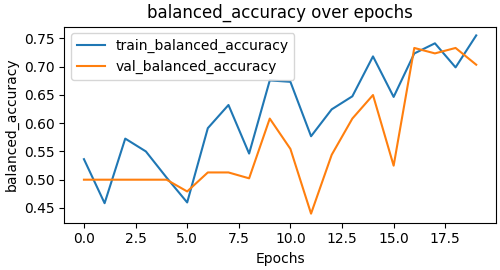 balanced_accuracy over epochs
train_balanced_accuracy
val_balanced_accuracy
balanced_accuracy
0.75
0.70
0.65
0.60
0.55
0.50
0.45
0.0 2.5 5.0 7.5 10.0 12.5 15.0 17.5
Epochs